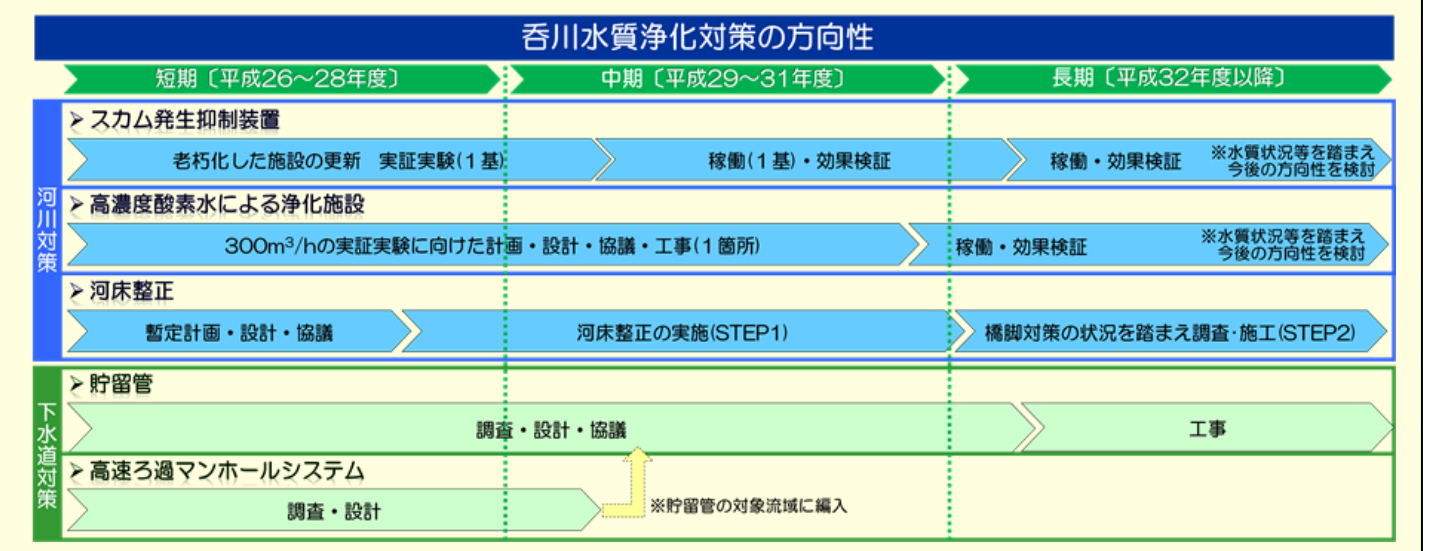 呑川水質浄化対策の方向性
短期〔平成26～28年度〕
中期〔平成29～31年度〕
長期〔平成32年度以降〕
河川対策
➢ スカム発生抑制装置
老朽化した施設の更新　実証実験(1基)
稼働(1基)・効果検証
稼働・効果検証
※水質状況等を踏まえ
今後の方向性を検討
➢ 高濃度酸素水による浄化施設
300m³/hの実証実験に向けた計画・設計・協議・工事(1箇所)
稼働・効果検証
※水質状況等を踏まえ
今後の方向性を検討
➢ 河床整正
暫定計画・設計・協議
河床整正の実施(STEP1)
橋脚対策の状況を踏まえ調査･施工(STEP2)
下水道対策
➢ 貯留管
調査・設計・協議
工事
➢ 高速ろ過マンホールシステム
調査・設計
※貯留管の対象流域に編入